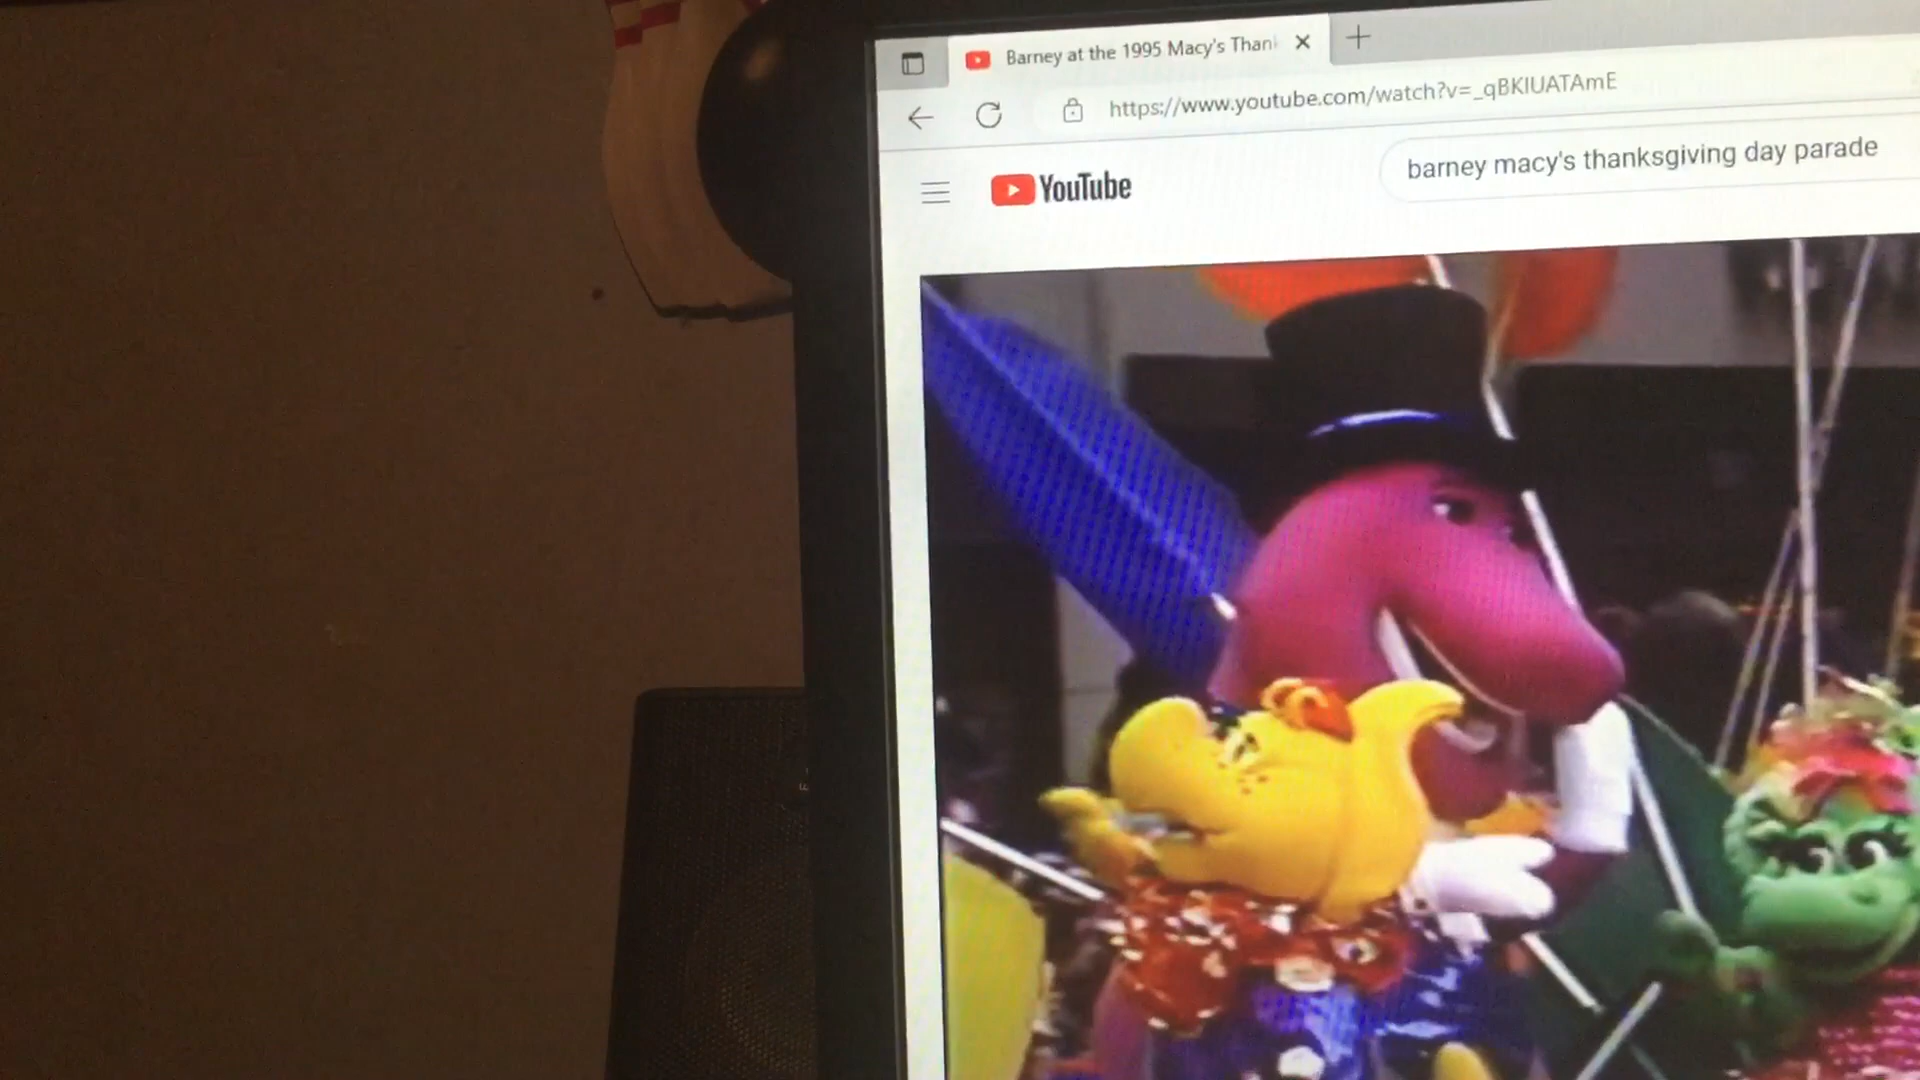 Barney at the 1995 Macy's Than
https://www.youtube.com/watch?v=_qBKIUATAmE
YouTube
barney macy's thanksgiving day parade